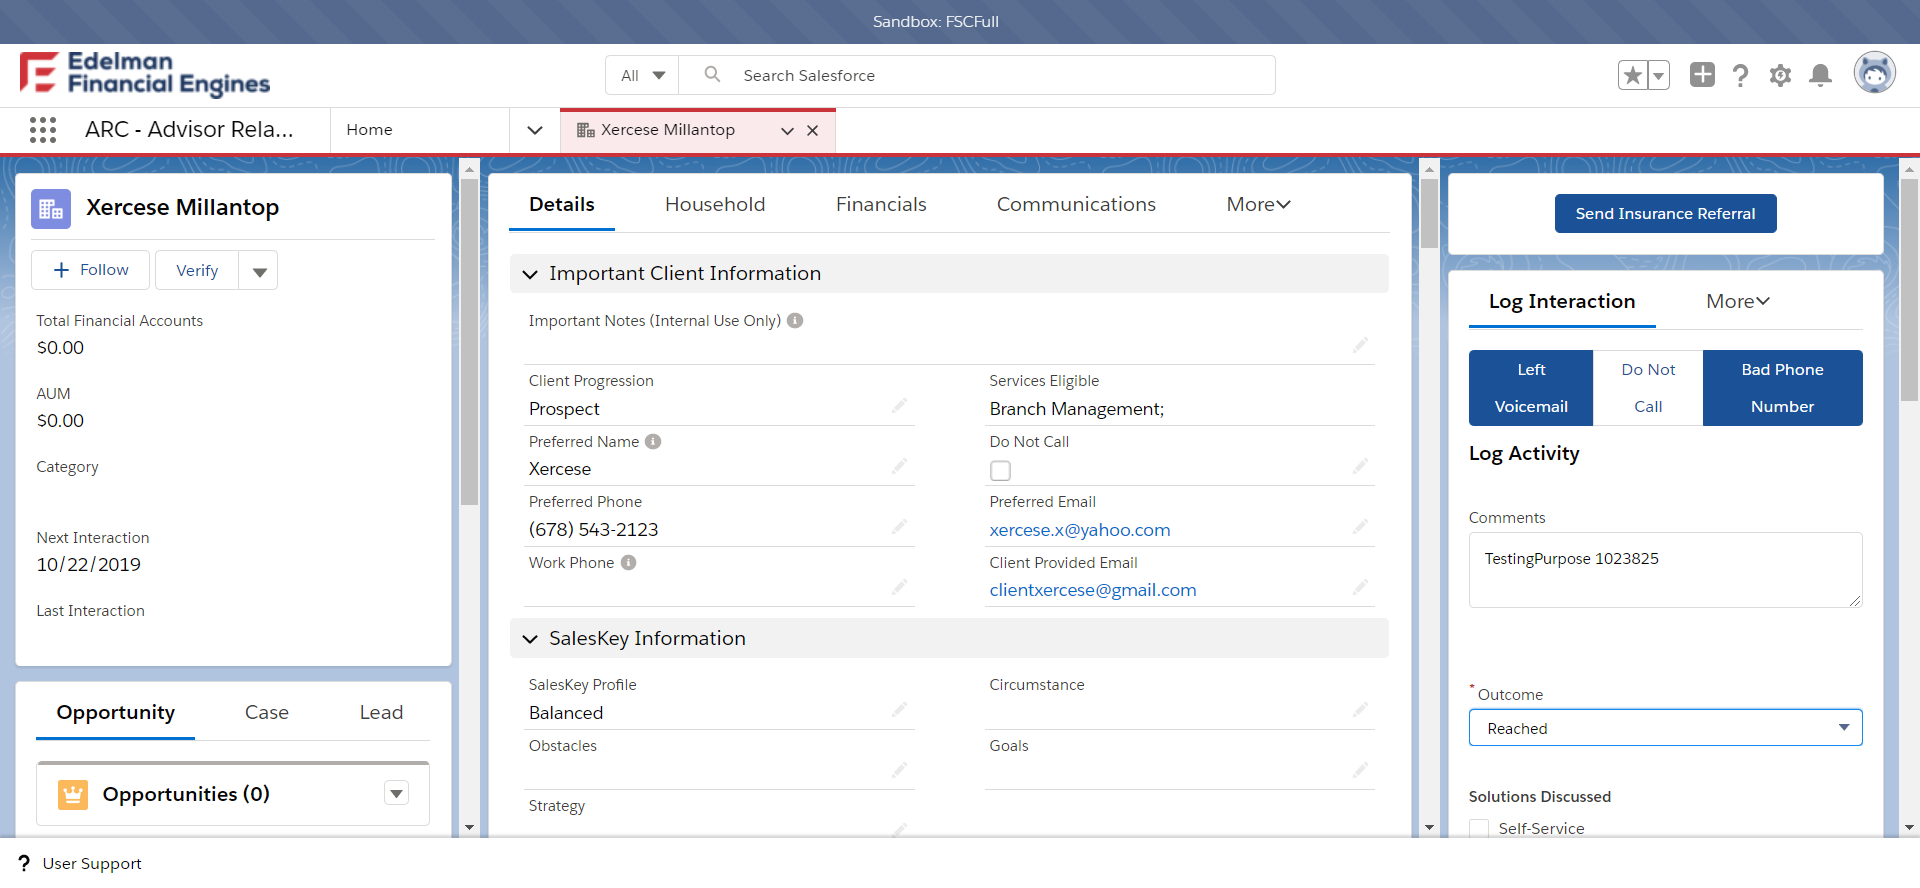 Sandbox: FSCFull
Edelman
Financial Engines
All
Search Salesforce
ARC - Advisor Rela...
Home
Xercese Millantop
Xercese Millantop
Follow
Verify
Total Financial Accounts
$0.00
AUM
$0.00
Category
Next Interaction
10/22/2019
Last Interaction
Opportunity
Case
Lead
Opportunities (0)
Details
Household
Financials
Communications
More
Important Client Information
Important Notes (Internal Use Only)
Client Progression
Prospect
Services Eligible
Branch Management;
Preferred Name
Xercese
Do Not Call
Preferred Phone
(678) 543-2123
Preferred Email
xercese.x@yahoo.com
Work Phone
Client Provided Email
clientxercese@gmail.com
SalesKey Information
SalesKey Profile
Balanced
Circumstance
Obstacles
Goals
Strategy
Send Insurance Referral
Log Interaction
More
Left
Voicemail
Do Not
Call
Bad Phone
Number
Log Activity
Comments
TestingPurpose 1023825
* Outcome
Reached
Solutions Discussed
Self-Service
? User Support